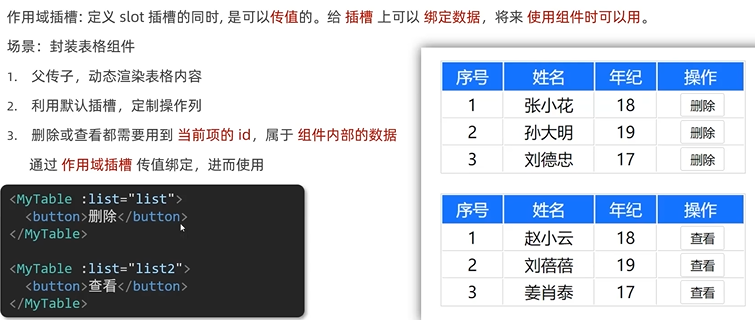 作用域插槽: 定义 slot 插槽的同时, 是可以传值的。给 插槽 上可以 绑定数据，将来 使用组件时可以用。
场景：封装表格组件
1. 父传子，动态渲染表格内容
2. 利用默认插槽，定制操作列
3. 删除或查看都需要用到 当前项的 id，属于 组件内部的数据
通过 作用域插槽 传值绑定，进而使用
<MyTable :list="list">
<button>删除</button>
</MyTable>
<MyTable :list="list2">
<button>查看</button>
</MyTable>
序号 姓名 年纪 操作
1 张小花 18 删除
2 孙大明 19 删除
3 刘德忠 17 删除
序号 姓名 年纪 操作
1 赵小云 18 查看
2 刘蓓蓓 19 查看
3 姜肖泰 17 查看